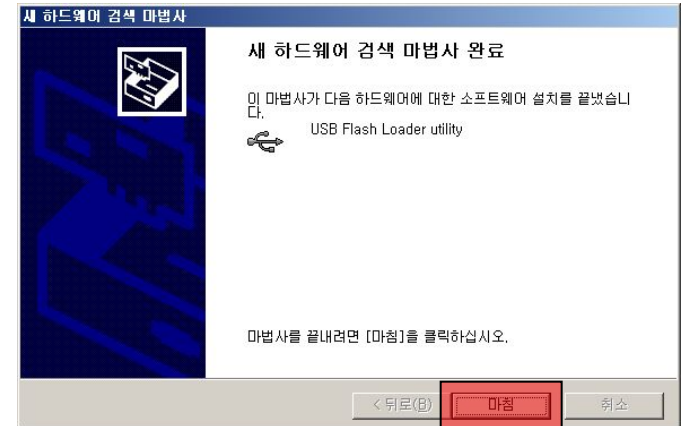 새 하드웨어 검색 마법사
새 하드웨어 검색 마법사 완료
이 마법사가 다음 하드웨어에 대한 소프트웨어 설치를 끝냈습니
다.
USB Flash Loader utility
마법사를 끝내려면 [마침]을 클릭하십시오.
< 뒤로(B)
마침
취소